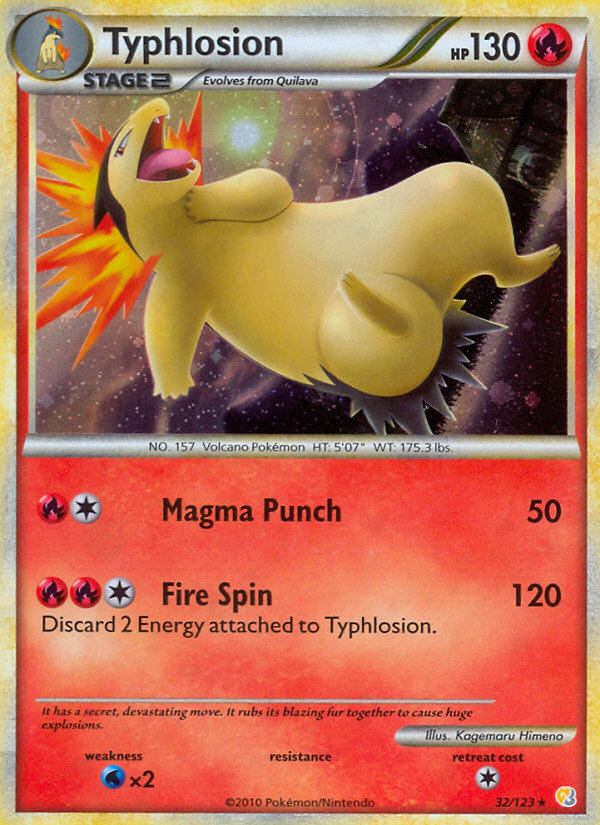 Typhlosion
HP 130
STAGE 2
Evolves from Quilava
NO. 157 Volcano Pokémon HT: 5'07" WT: 175.3 lbs.
Magma Punch 50
Fire Spin 120
Discard 2 Energy attached to Typhlosion.
It has a secret, devastating move. It rubs its blazing fur together to cause huge
explosions.
Illus. Kagemaru Himeno
weakness resistance retreat cost
×2
©2010 Pokémon/Nintendo
32/123 ★